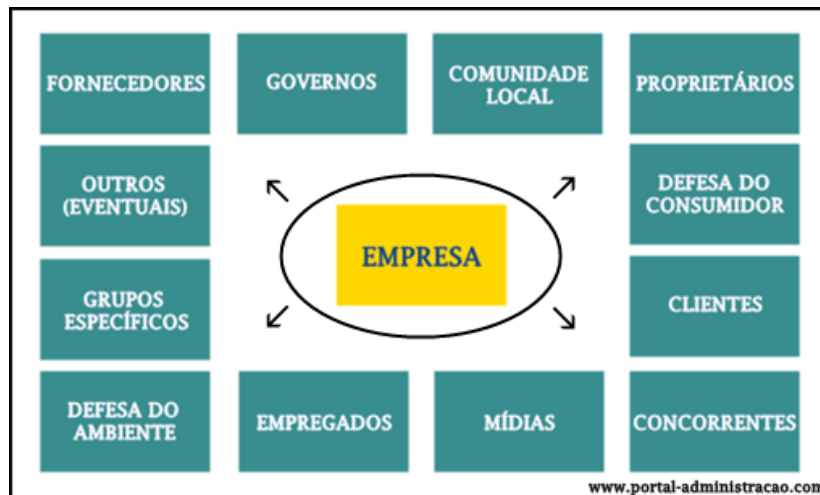 FORNECEDORES
GOVERNOS
COMUNIDADE
LOCAL
PROPRIETÁRIOS
OUTROS
(EVENTUAIS)
DEFESA DO
CONSUMIDOR
EMPRESA
GRUPOS
ESPECÍFICOS
CLIENTES
DEFESA DO
AMBIENTE
EMPREGADOS
MÍDIAS
CONCORRENTES
www.portal-administracao.com